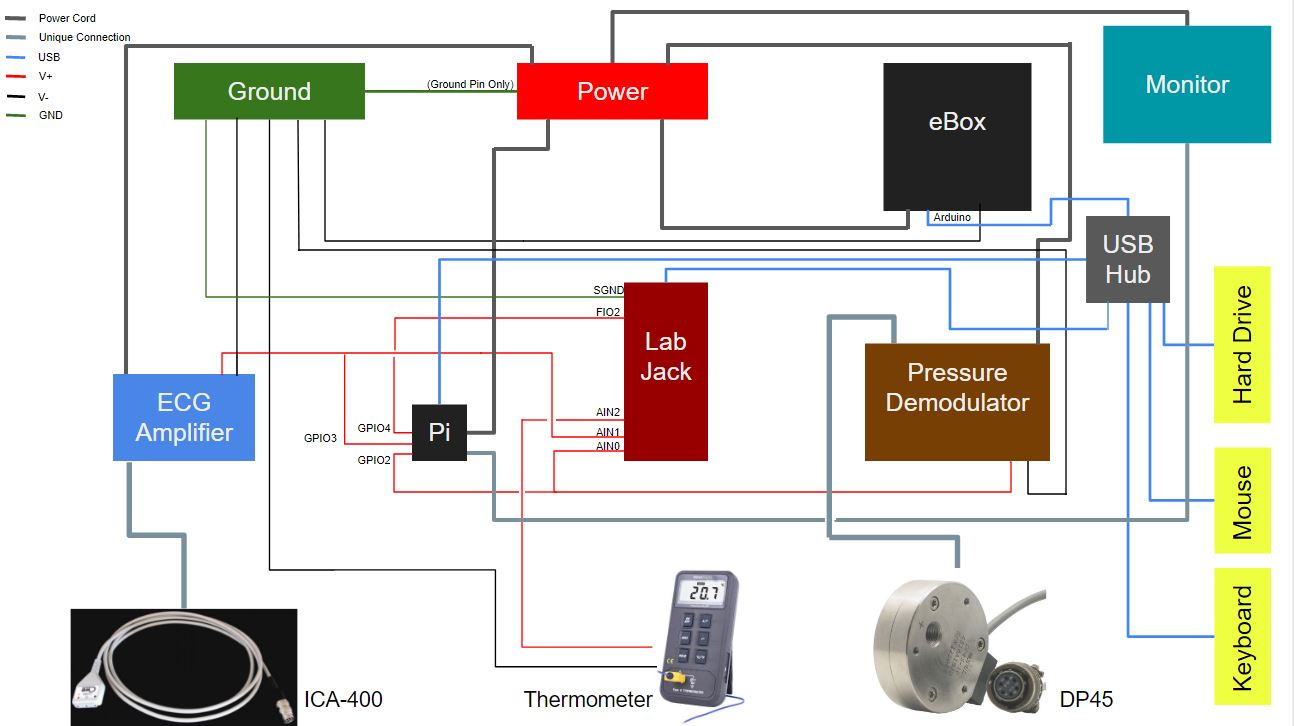 Power Cord
Unique Connection
USB
V+
V-
GND
Ground
(Ground Pin Only)
Power
eBox
Monitor
Arduino
USB
Hub
SGND
FIO2
Lab
Jack
AIN2
AIN1
AIN0
Pressure
Demodulator
Hard Drive
ECG
Amplifier
GPIO4
GPIO3
GPIO2
Pi
Mouse
Keyboard
20.7
ICA-400
Thermometer
DP45